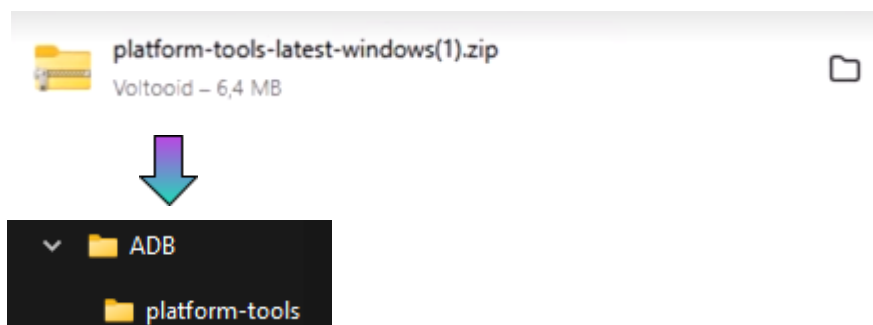 platform-tools-latest-windows(1).zip
Voltooid – 6,4 MB
ADB
platform-tools